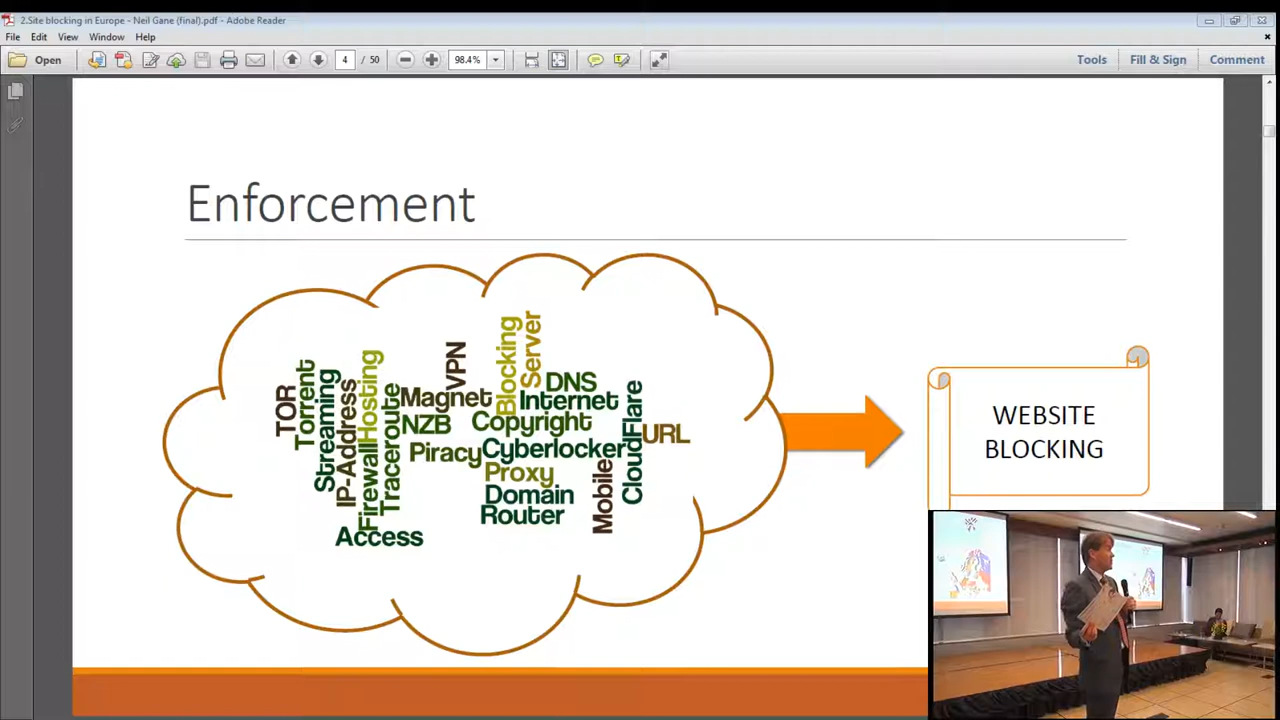 2.Site blocking in Europe - Neil Gane (final).pdf - Adobe Reader
File Edit View Window Help
Open 4 / 50 98.4% Tools Fill & Sign Comment
Enforcement
TOR
Torrent
Streaming
IP-Address
Hosting
Firewall
Traceroute
VPN
Magnet
NZB
Blocking
Server
DNS
Internet
Copyright
Piracy
Cyberlocker
Proxy
Domain
Router
Mobile
CloudFlare
URL
Access
WEBSITE
BLOCKING